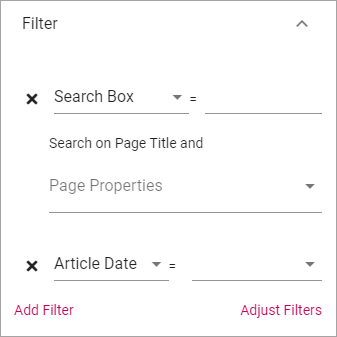 Filter
Search Box =
Search on Page Title and
Page Properties
Article Date =
Add Filter Adjust Filters